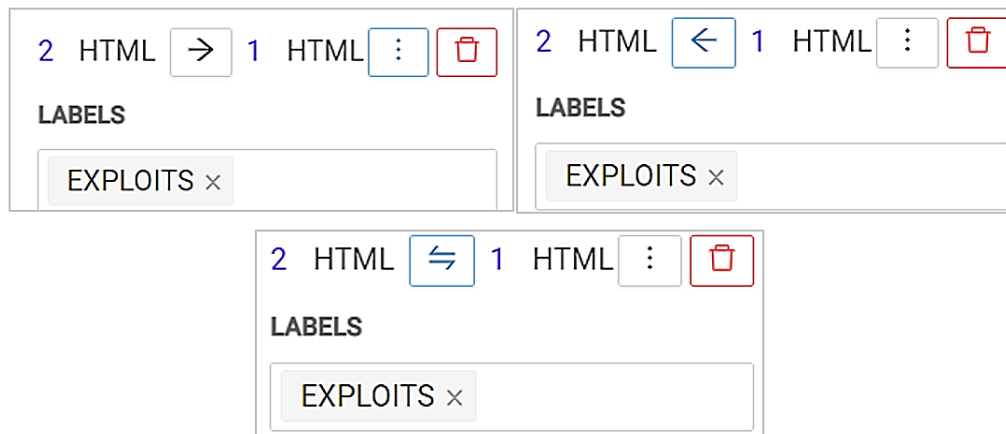 2 HTML → 1 HTML ⋮
LABELS
EXPLOITS ×
2 HTML ← 1 HTML ⋮
LABELS
EXPLOITS ×
2 HTML ⇋ 1 HTML ⋮
LABELS
EXPLOITS ×